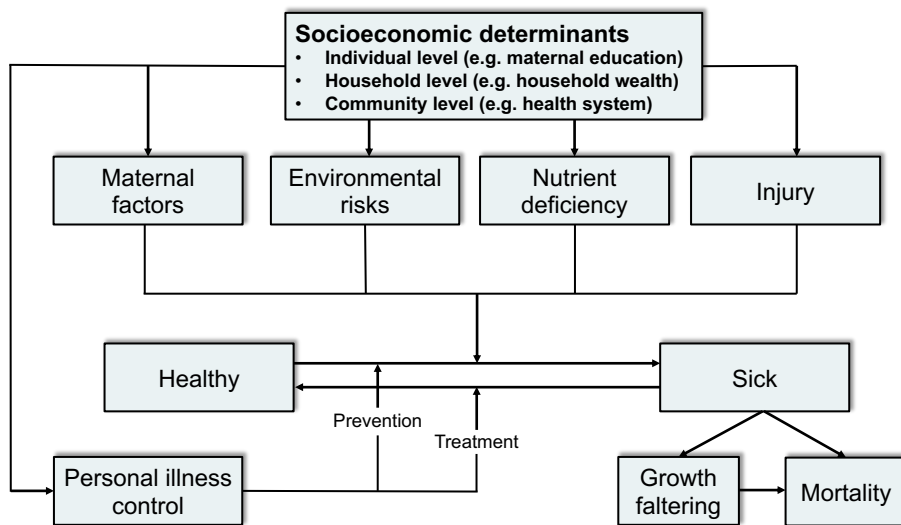 Socioeconomic determinants
• Individual level (e.g. maternal education)
• Household level (e.g. household wealth)
• Community level (e.g. health system)
Maternal
factors
Environmental
risks
Nutrient
deficiency
Injury
Healthy
Sick
Prevention
Treatment
Personal illness
control
Growth
faltering
Mortality